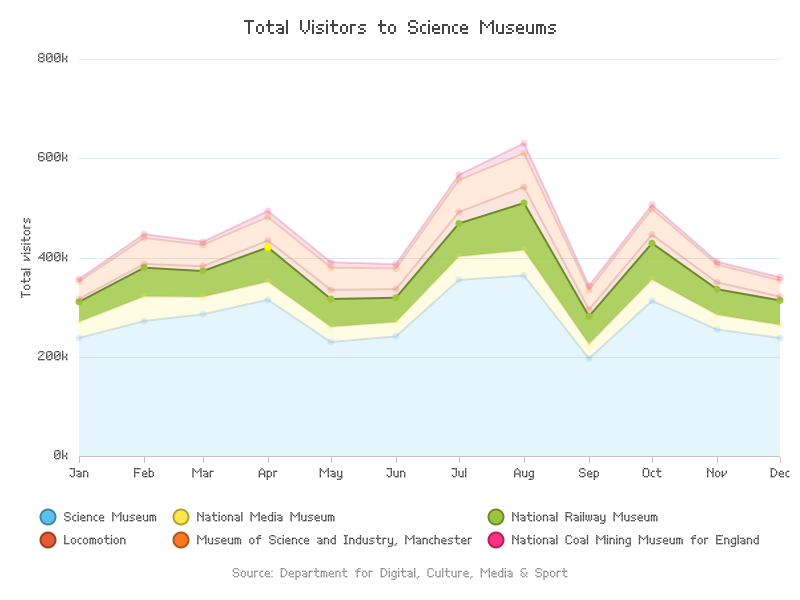 Total Visitors to Science Museums
800k
600k
400k
200k
0k
Total visitors
Jan Feb Mar Apr May Jun Jul Aug Sep Oct Nov Dec
Science Museum National Media Museum National Railway Museum
Locomotion Museum of Science and Industry, Manchester National Coal Mining Museum for England
Source: Department for Digital, Culture, Media & Sport